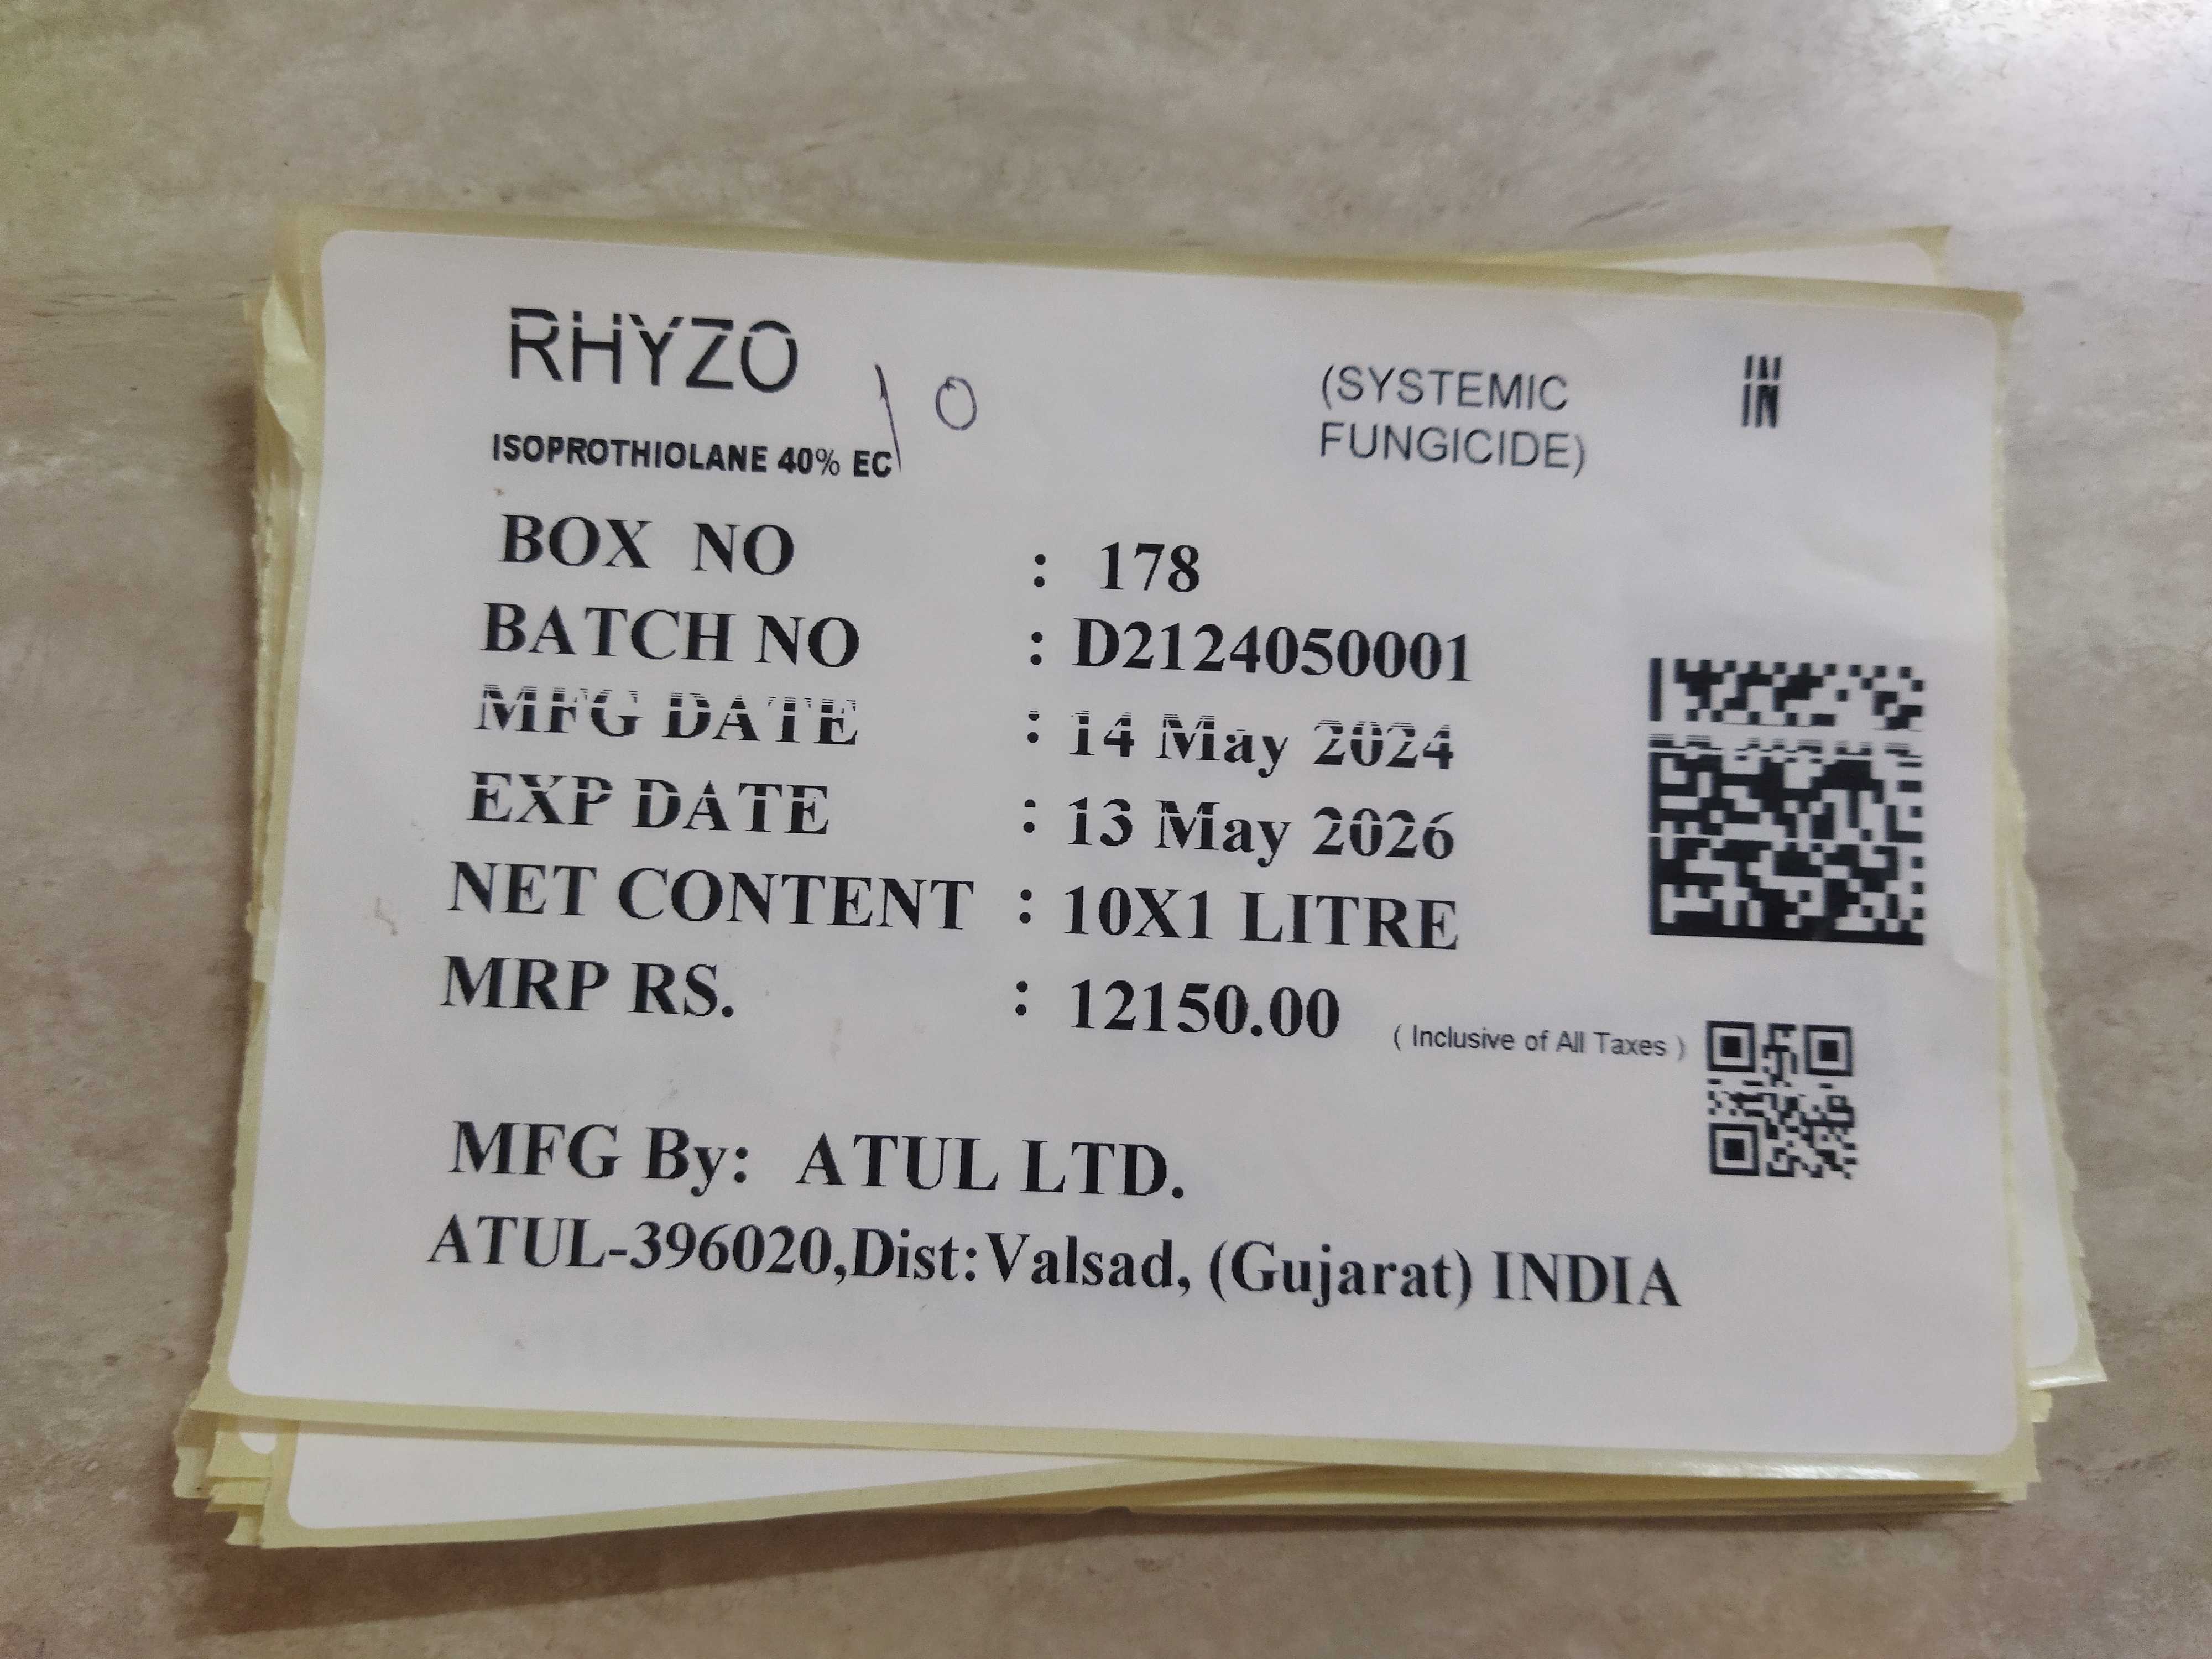 RHYZO
10
(SYSTEMIC
FUNGICIDE)
IN
ISOPROTHIOLANE 40% EC
BOX NO : 178
BATCH NO : D2124050001
MFG DATE : 14 May 2024
EXP DATE : 13 May 2026
NET CONTENT : 10X1 LITRE
MRP RS. : 12150.00 ( Inclusive of All Taxes )
MFG By: ATUL LTD.
ATUL-396020,Dist:Valsad, (Gujarat) INDIA